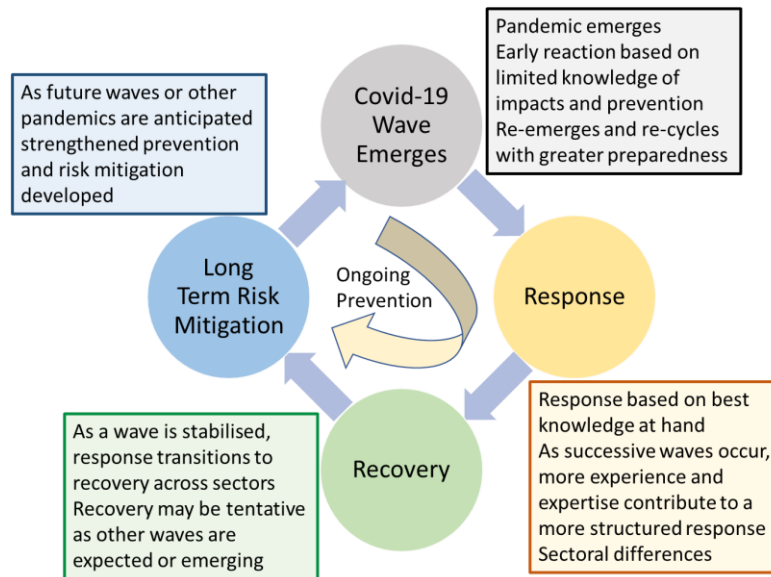 Covid-19
Wave
Emerges
Pandemic emerges
Early reaction based on
limited knowledge of
impacts and prevention
Re-emerges and re-cycles
with greater preparedness
As future waves or other
pandemics are anticipated
strengthened prevention
and risk mitigation
developed
Long
Term Risk
Mitigation
Ongoing
Prevention
Response
Recovery
As a wave is stabilised,
response transitions to
recovery across sectors
Recovery may be tentative
as other waves are
expected or emerging
Response based on best
knowledge at hand
As successive waves occur,
more experience and
expertise contribute to a
more structured response
Sectoral differences